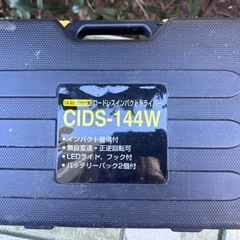 コードレスインパクトドライバー
CIDS-144W
•インパクト機構付
•無段変速・正逆回転可
•LEDライト、フック付
•バッテリーパック2個付